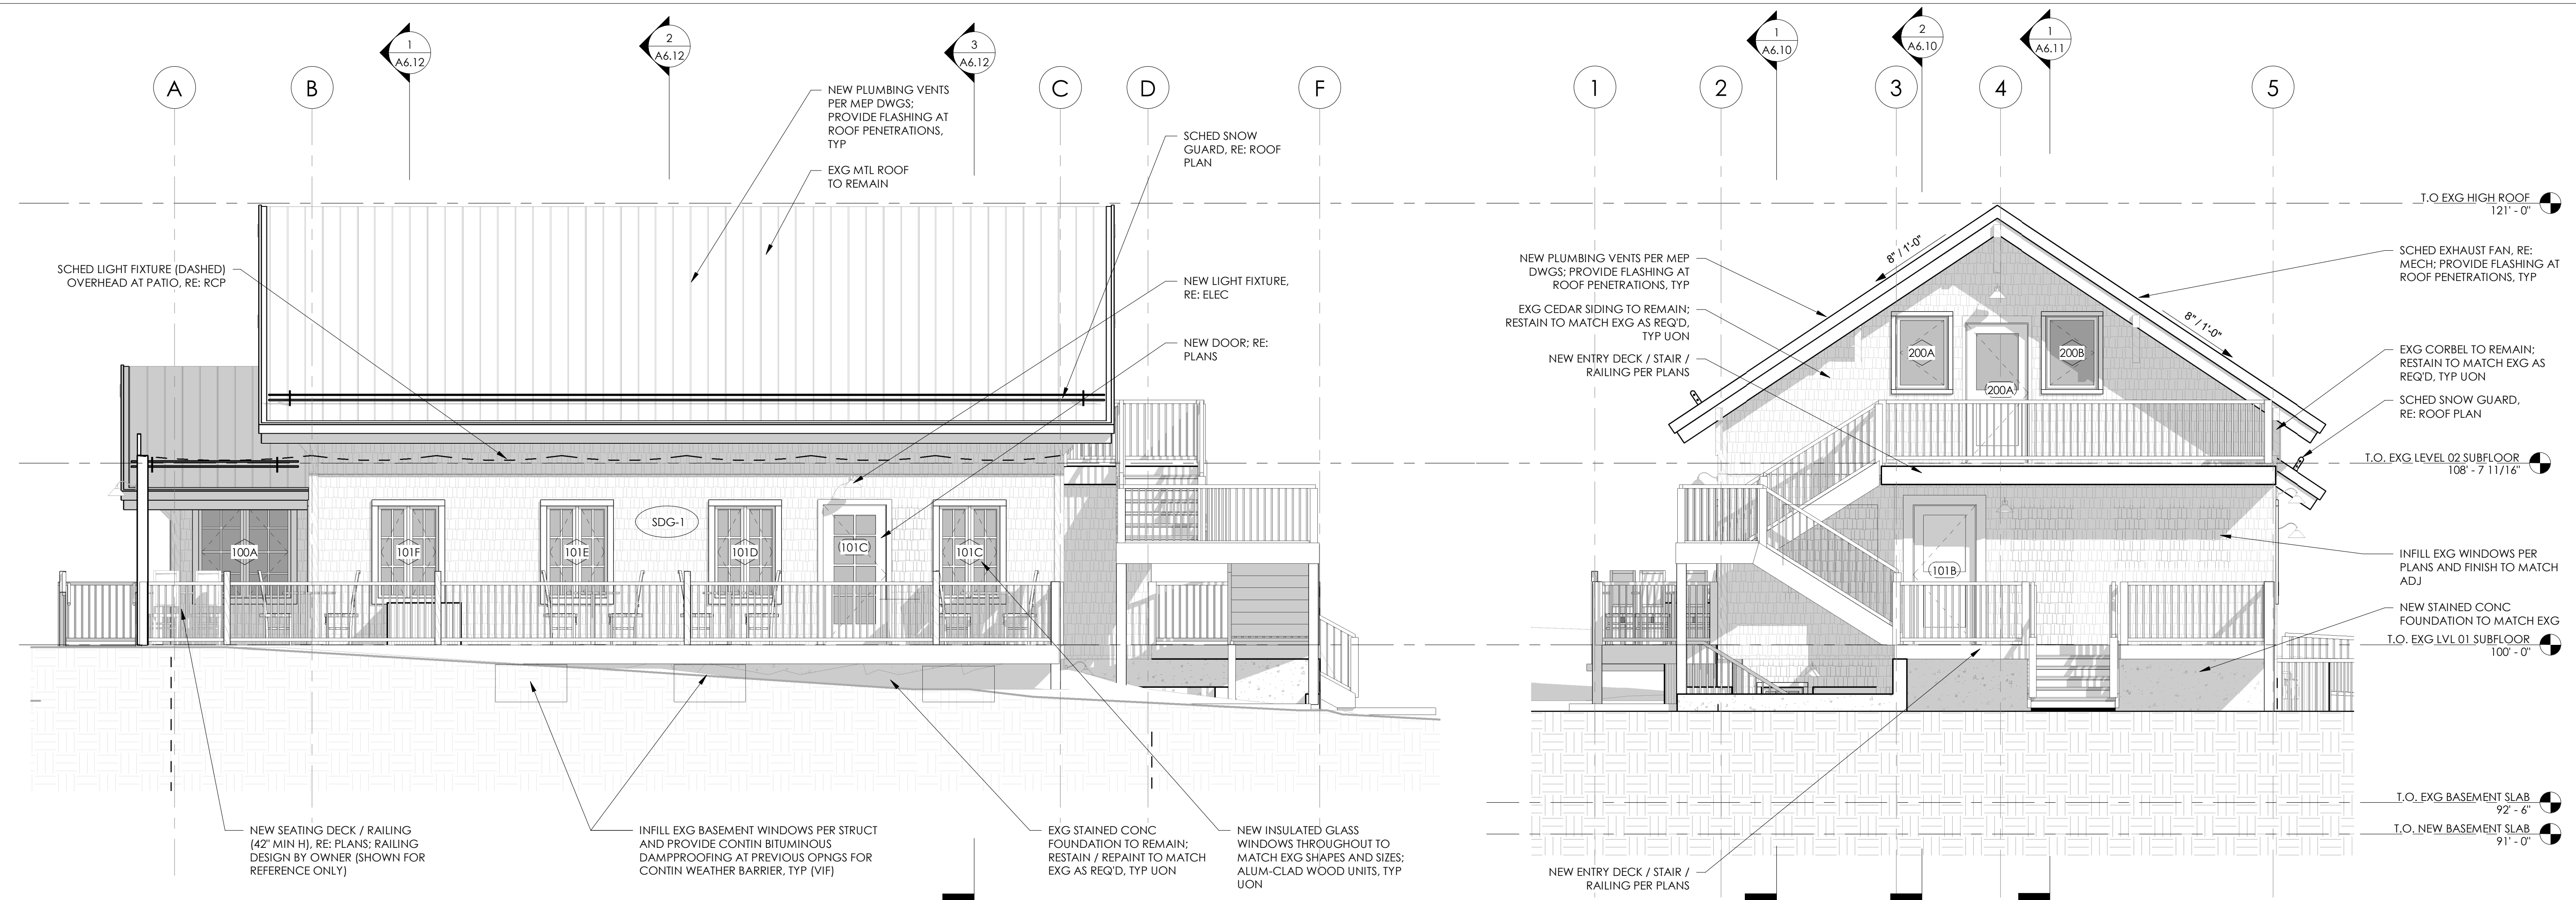 1
A6.12
2
A6.12
3
A6.12
A
B
C
D
F
NEW PLUMBING VENTS
PER MEP DWGS;
PROVIDE FLASHING AT
ROOF PENETRATIONS,
TYP
EXG MTL ROOF
TO REMAIN
SCHED SNOW
GUARD, RE: ROOF
PLAN
SCHED LIGHT FIXTURE (DASHED)
OVERHEAD AT PATIO, RE: RCP
NEW LIGHT FIXTURE,
RE: ELEC
NEW DOOR; RE:
PLANS
SDG-1
100A
101F
101E
101D
101C
101C
NEW SEATING DECK / RAILING
(42" MIN H), RE: PLANS; RAILING
DESIGN BY OWNER (SHOWN FOR
REFERENCE ONLY)
INFILL EXG BASEMENT WINDOWS PER STRUCT
AND PROVIDE CONTIN BITUMINOUS
DAMPPROOFING AT PREVIOUS OPNGS FOR
CONTIN WEATHER BARRIER, TYP (VIF)
EXG STAINED CONC
FOUNDATION TO REMAIN;
RESTAIN / REPAINT TO MATCH
EXG AS REQ'D, TYP UON
NEW INSULATED GLASS
WINDOWS THROUGHOUT TO
MATCH EXG SHAPES AND SIZES;
ALUM-CLAD WOOD UNITS, TYP
UON
1
A6.10
2
A6.10
1
A6.11
1
2
3
4
5
8" / 1'-0"
8" / 1'-0"
NEW PLUMBING VENTS PER MEP
DWGS; PROVIDE FLASHING AT
ROOF PENETRATIONS, TYP
EXG CEDAR SIDING TO REMAIN;
RESTAIN TO MATCH EXG AS REQ'D,
TYP UON
NEW ENTRY DECK / STAIR /
RAILING PER PLANS
200A
200A
200B
101B
NEW ENTRY DECK / STAIR /
RAILING PER PLANS
T.O EXG HIGH ROOF
121' - 0"
SCHED EXHAUST FAN, RE:
MECH; PROVIDE FLASHING AT
ROOF PENETRATIONS, TYP
EXG CORBEL TO REMAIN;
RESTAIN TO MATCH EXG AS
REQ'D, TYP UON
SCHED SNOW GUARD,
RE: ROOF PLAN
T.O. EXG LEVEL 02 SUBFLOOR
108' - 7 11/16"
INFILL EXG WINDOWS PER
PLANS AND FINISH TO MATCH
ADJ
NEW STAINED CONC
FOUNDATION TO MATCH EXG
T.O. EXG LVL 01 SUBFLOOR
100' - 0"
T.O. EXG BASEMENT SLAB
92' - 6"
T.O. NEW BASEMENT SLAB
91' - 0"